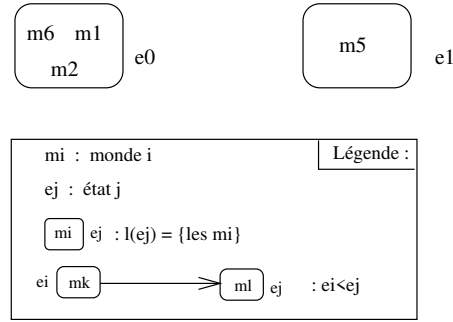 m6 m1
m2
e0
m5
e1
Légende :
mi : monde i
ej : état j
mi ej : l(ej) = {les mi}
ei mk ml ej : ei<ej